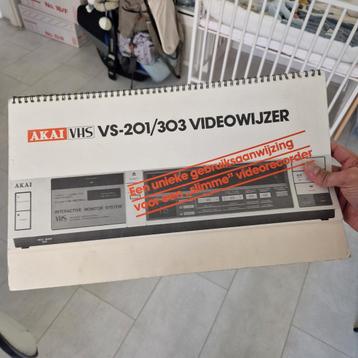 AKAI VHS VS-201/303 VIDEOWIJZER
Een unieke gebruiksaanwijzing
voor een „slimme” videorecorder
AKAI
INTERACTIVE MONITOR SYSTEM
VHS